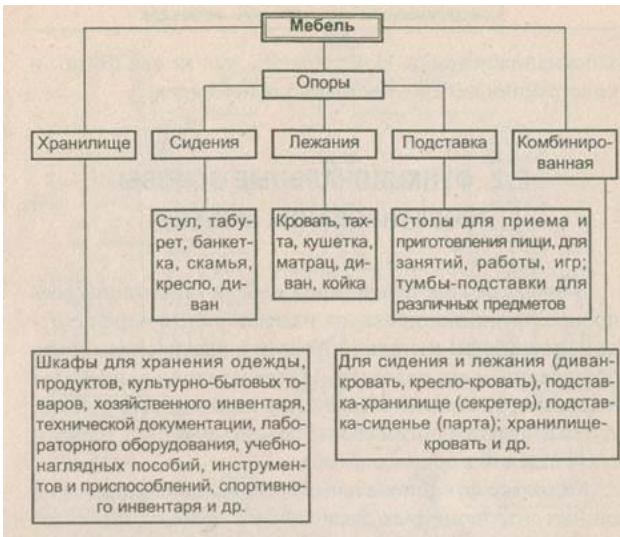 Мебель
Опоры
Хранилище
Сидения
Лежания
Подставка
Комбиниро-
ванная
Стул, табу-
рет, банкет-
ка, скамья,
кресло, ди-
ван
Кровать, тах-
та, кушетка,
матрац, ди-
ван, койка
Столы для приема и
приготовления пищи, для
занятий, работы, игр;
тумбы-подставки для
различных предметов
Шкафы для хранения одежды,
продуктов, культурно-бытовых то-
варов, хозяйственного инвентаря,
технической документации, лабо-
раторного оборудования, учебно-
наглядных пособий, инструмен-
тов и приспособлений, спортивно-
го инвентаря и др.
Для сидения и лежания (диван-
кровать, кресло-кровать), подстав-
ка-хранилище (секретер), подстав-
ка-сиденье (парта); хранилище-
кровать и др.